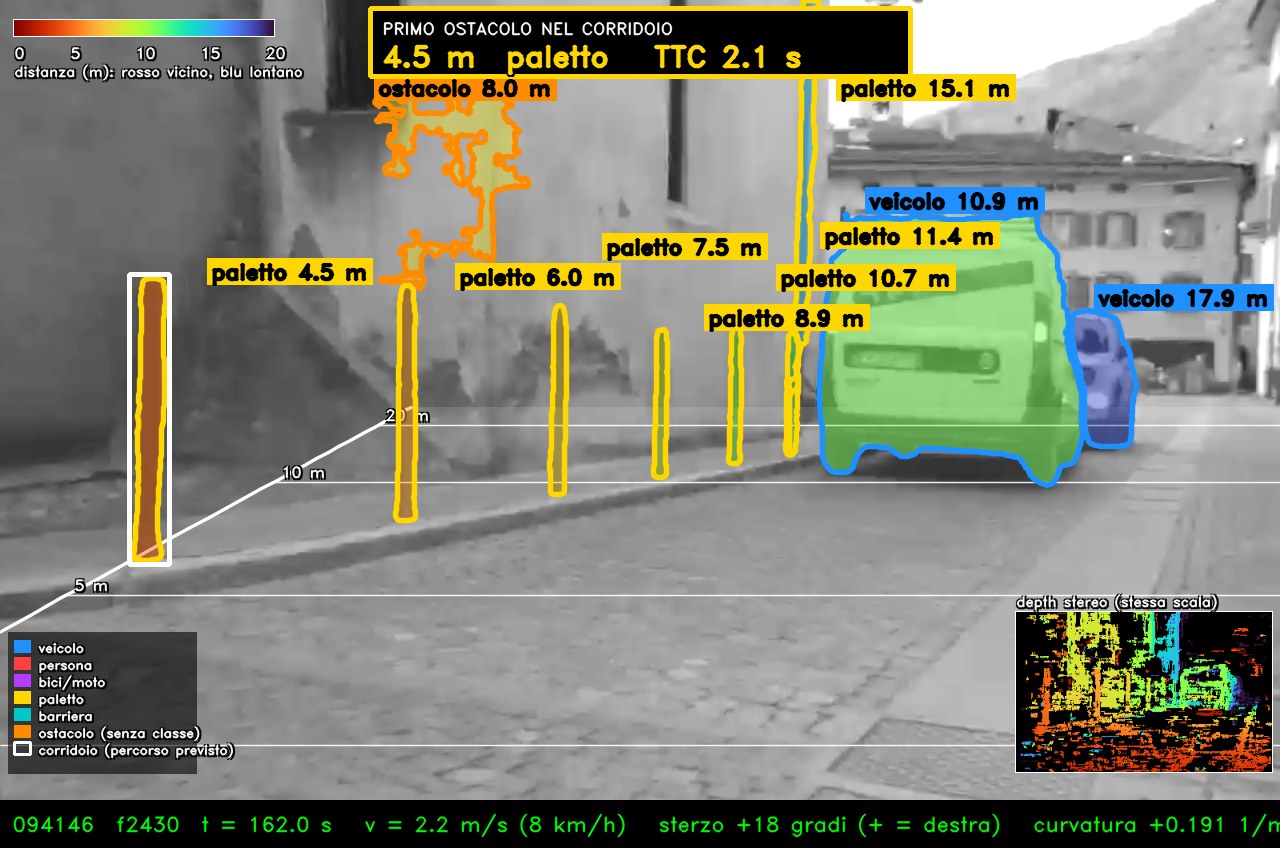 PRIMO OSTACOLO NEL CORRIDOIO
4.5 m paletto TTC 2.1 s
0 5 10 15 20
distanza (m): rosso vicino, blu lontano
ostacolo 8.0 m
paletto 15.1 m
veicolo 10.9 m
paletto 11.4 m
paletto 7.5 m
paletto 4.5 m
paletto 6.0 m
paletto 10.7 m
veicolo 17.9 m
paletto 8.9 m
20 m
10 m
5 m
depth stereo (stessa scala)
veicolo
persona
bici/moto
paletto
barriera
ostacolo (senza classe)
corridoio (percorso previsto)
094146 f2430 t = 162.0 s v = 2.2 m/s (8 km/h) sterzo +18 gradi (+ = destra) curvatura +0.191 1/m